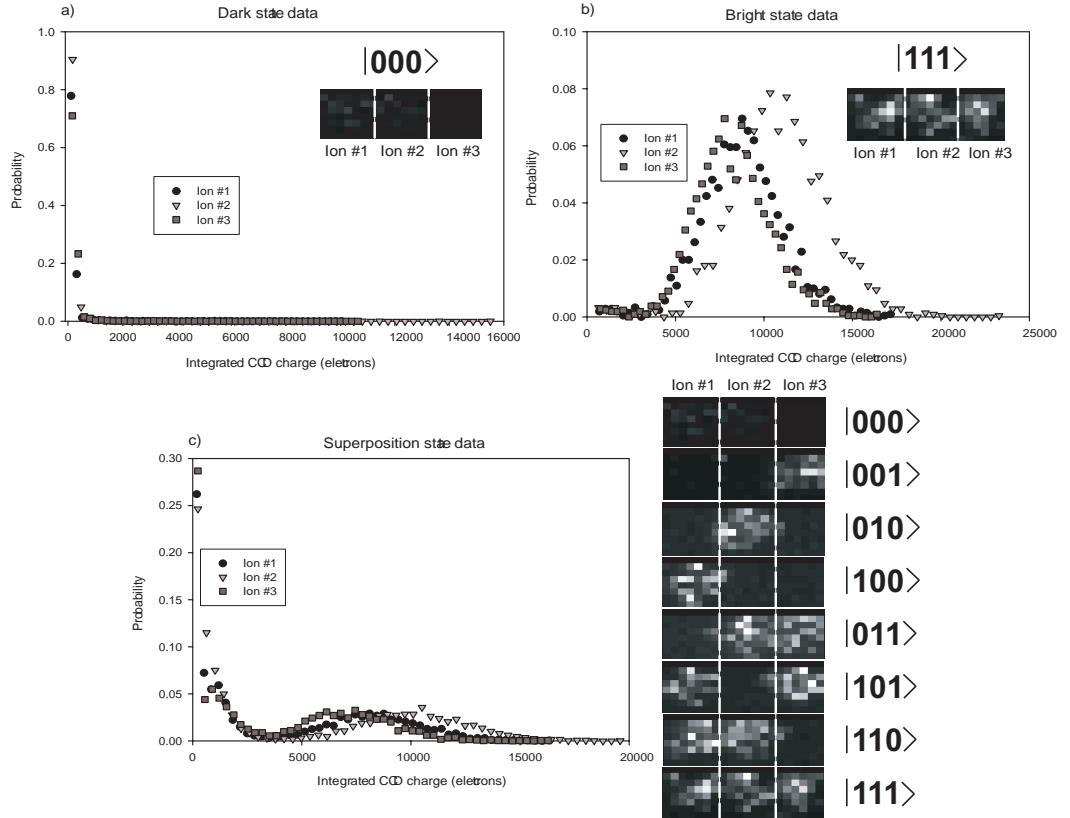 a)
Dark state data
1.0
0.8
0.6
0.4
0.2
0.0
Probability
0
2000
4000
6000
8000
10000
12000
14000
16000
Integrated CCD charge (eletrons)
|000⟩
Ion #1 Ion #2 Ion #3
Ion #1
Ion #2
Ion #3
b)
Bright state data
0.10
0.08
0.06
0.04
0.02
0.00
Probability
0
5000
10000
15000
20000
25000
Integrated CCD charge (eletrons)
|111⟩
Ion #1 Ion #2 Ion #3
Ion #1
Ion #2
Ion #3
c)
Superposition state data
0.30
0.25
0.20
0.15
0.10
0.05
0.00
Probability
0
5000
10000
15000
20000
Integrated CCD charge (eletrons)
Ion #1
Ion #2
Ion #3
Ion #1 Ion #2 Ion #3
|000⟩
|001⟩
|010⟩
|100⟩
|011⟩
|101⟩
|110⟩
|111⟩